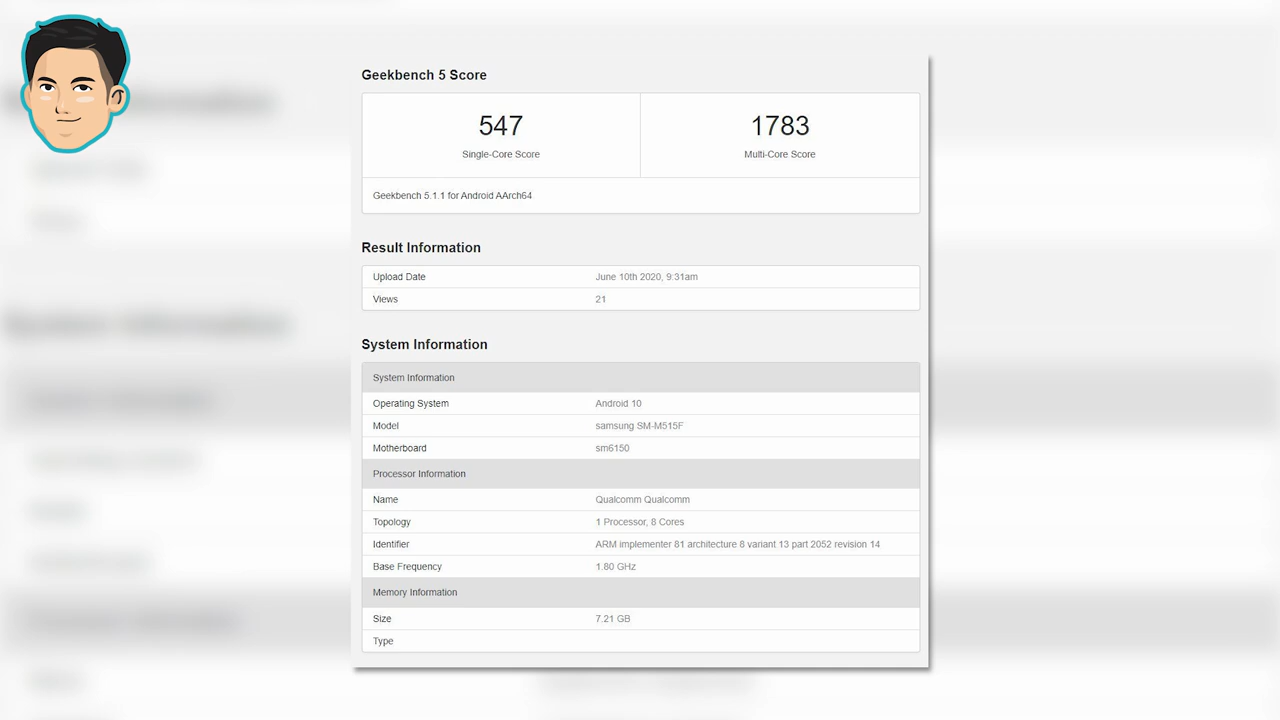 Geekbench 5 Score
547
Single-Core Score
1783
Multi-Core Score
Geekbench 5.1.1 for Android AArch64
Result Information
Upload Date June 10th 2020, 9:31am
Views 21
System Information
System Information
Operating System Android 10
Model samsung SM-M515F
Motherboard sm6150
Processor Information
Name Qualcomm Qualcomm
Topology 1 Processor, 8 Cores
Identifier ARM implementer 81 architecture 8 variant 13 part 2052 revision 14
Base Frequency 1.80 GHz
Memory Information
Size 7.21 GB
Type